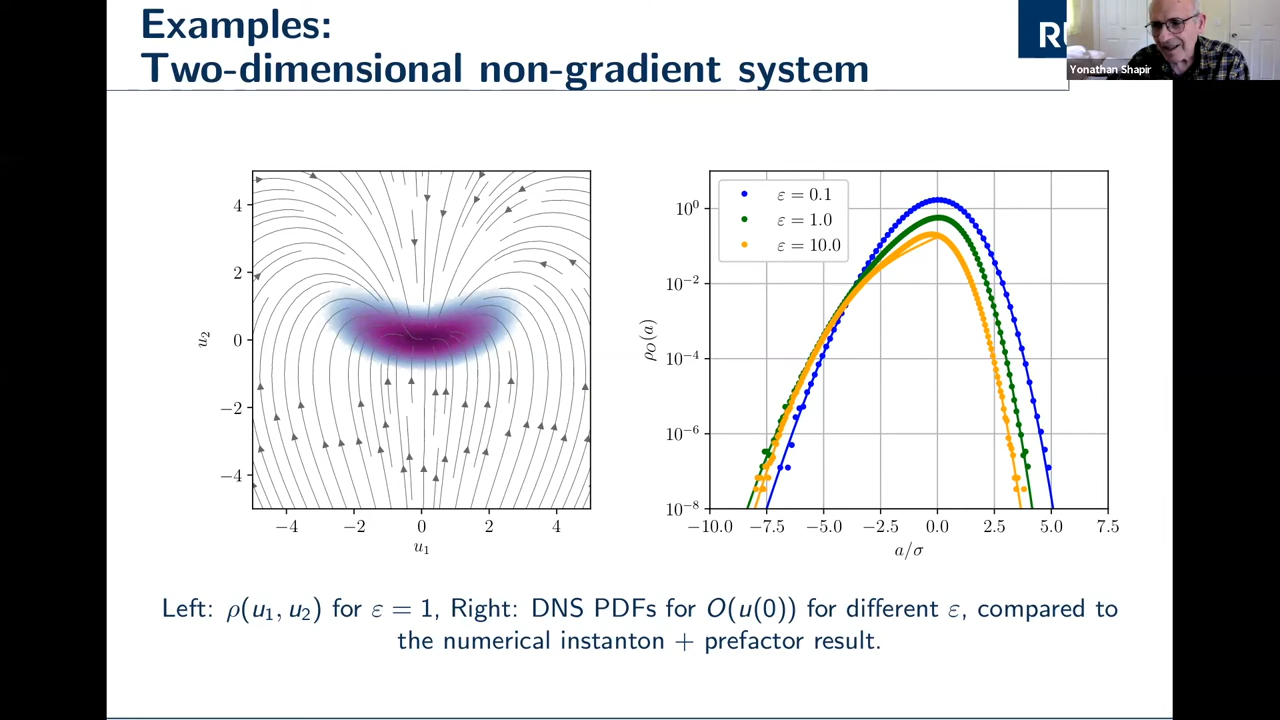 Examples:
Two-dimensional non-gradient system
R
Yonathan Shapir
4
2
0
−2
−4
u₂
−4
−2
0
2
4
u₁
ε = 0.1
ε = 1.0
ε = 10.0
10⁰
10⁻²
10⁻⁴
10⁻⁶
10⁻⁸
ρ_O(a)
−10.0
−7.5
−5.0
−2.5
0.0
2.5
5.0
7.5
a/σ
Left: ρ(u₁, u₂) for ε = 1, Right: DNS PDFs for O(u(0)) for different ε, compared to
the numerical instanton + prefactor result.